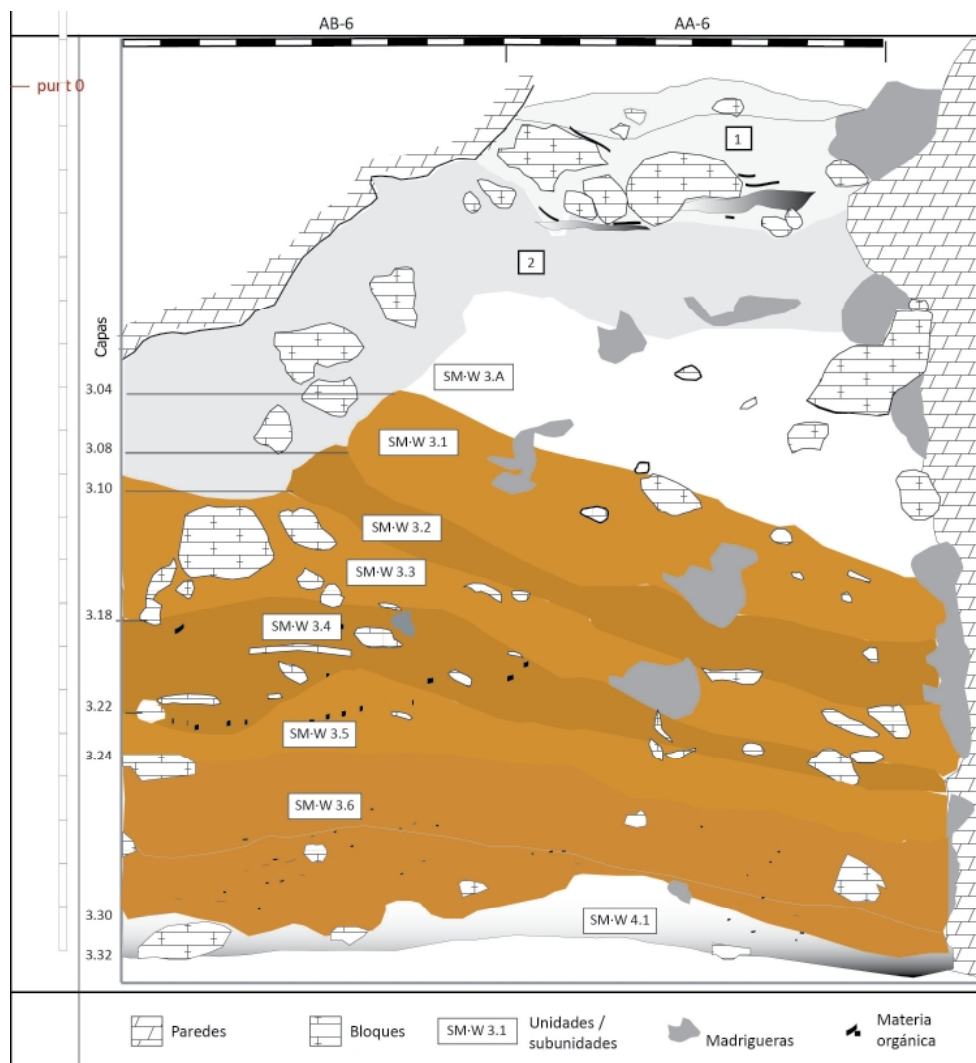 AB-6 AA-6
punt 0
1
2
Capas
SM·W 3.A
3.04
SM·W 3.1
3.08
3.10
SM·W 3.2
SM·W 3.3
3.18
SM·W 3.4
3.22
SM·W 3.5
3.24
SM·W 3.6
3.30
SM·W 4.1
3.32
Paredes
Bloques
SM·W 3.1
Unidades /
subunidades
Madrigueras
Materia
orgánica